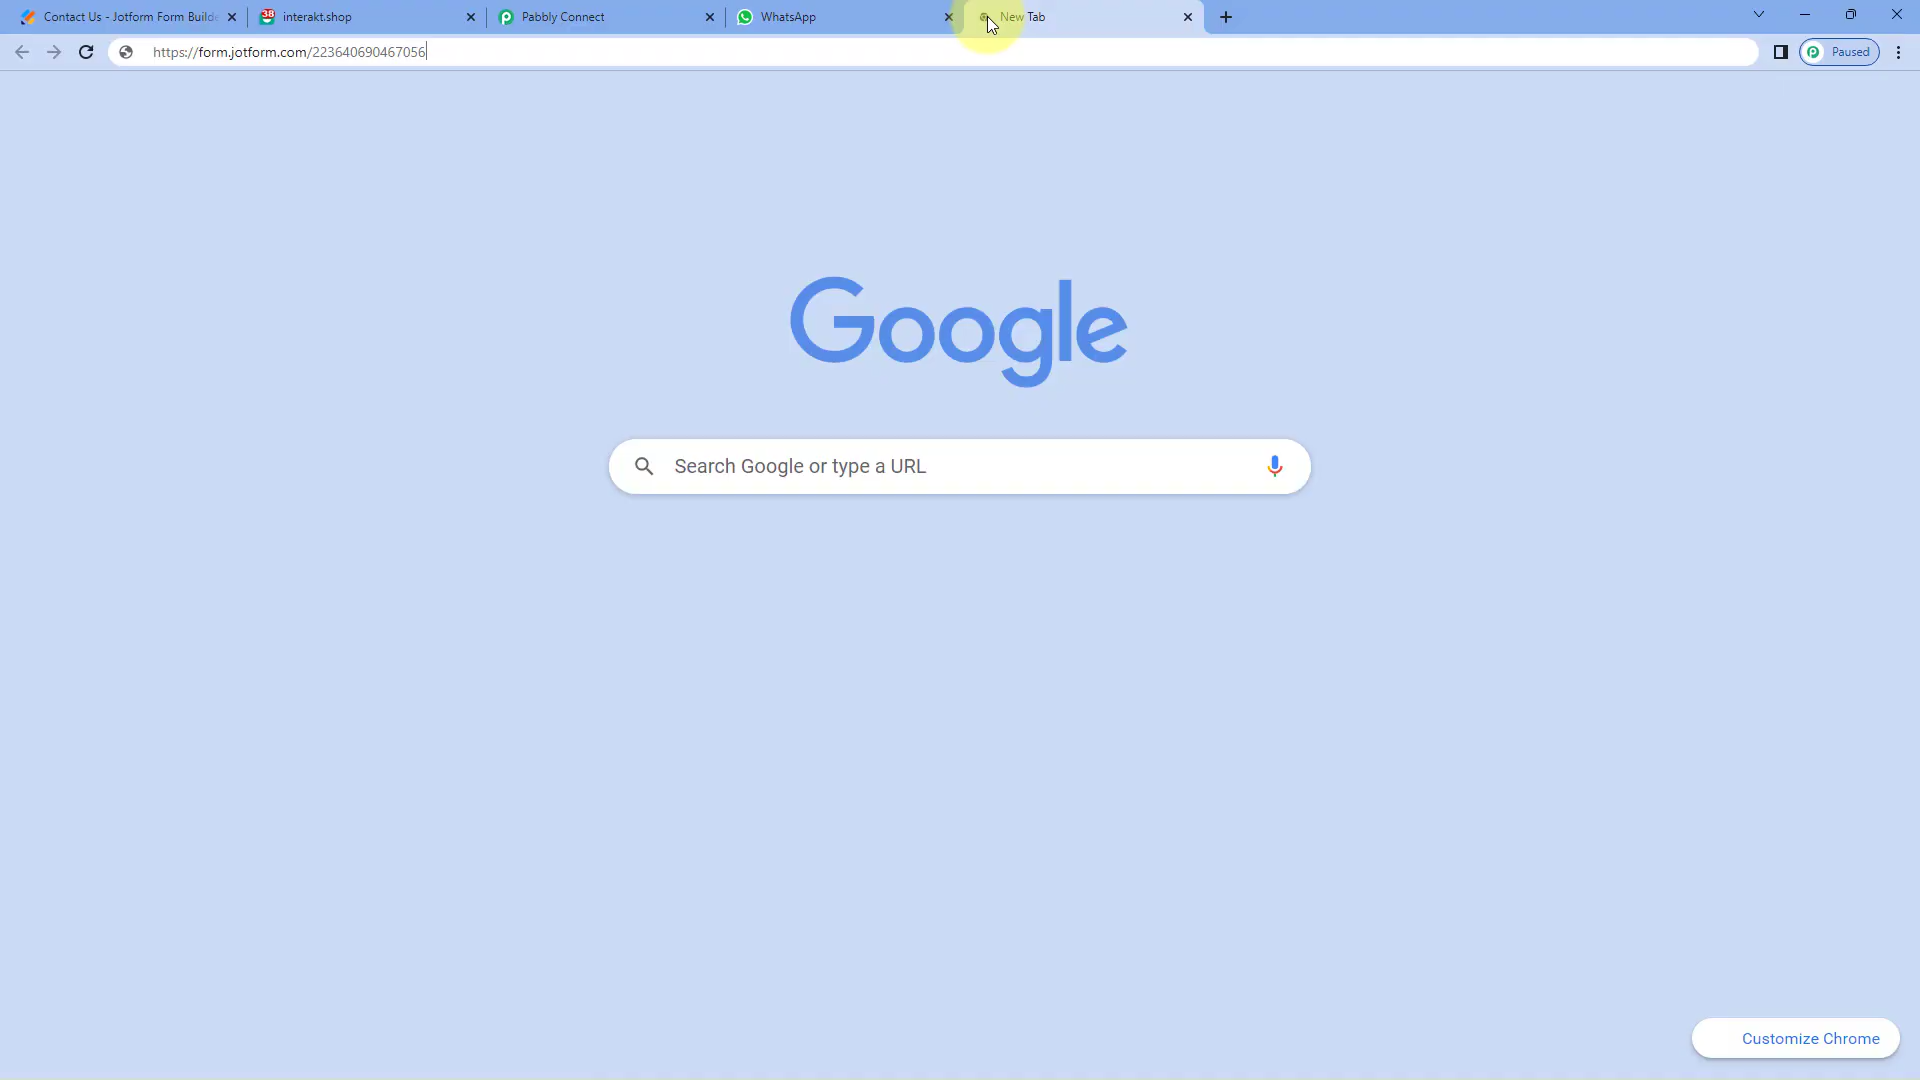 Contact Us - Jotform Form Builde
38
interakt.shop
Pabbly Connect
WhatsApp
New Tab
https://form.jotform.com/223640690467056
Paused
Google
Search Google or type a URL
Customize Chrome